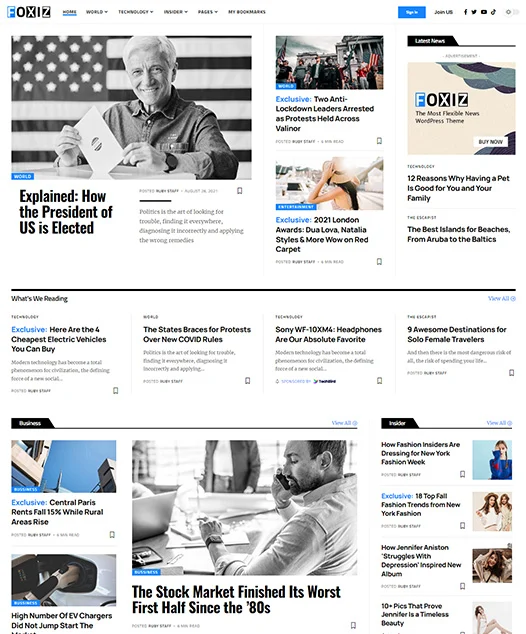 FOXIZ
HOME
WORLD
TECHNOLOGY
INSIDER
PAGES
MY BOOKMARKS
Sign In
Join US
WORLD
Explained: How
the President of
US is Elected
POSTED RUBY STAFF • AUGUST 28, 2021
Politics is the art of looking for
trouble, finding it everywhere,
diagnosing it incorrectly and applying
the wrong remedies
WORLD
Exclusive: Two Anti-
Lockdown Leaders Arrested
as Protests Held Across
Valinor
POSTED RUBY STAFF • 6 MIN READ
ENTERTAINMENT
Exclusive: 2021 London
Awards: Dua Lova, Natalia
Styles & More Wow on Red
Carpet
POSTED RUBY STAFF • 6 MIN READ
Latest News
- ADVERTISEMENT -
FOXIZ
The Most Flexible News
WordPress Theme
BUY NOW
TECHNOLOGY
12 Reasons Why Having a Pet
Is Good for You and Your
Family
THE ESCAPIST
The Best Islands for Beaches,
From Aruba to the Baltics
What's We Reading
View All
TECHNOLOGY
Exclusive: Here Are the 4
Cheapest Electric Vehicles
You Can Buy
Modern technology has become a total
phenomenon for civilization, the defining
force of a new social...
POSTED RUBY STAFF
WORLD
The States Braces for Protests
Over New COVID Rules
Politics is the art of looking for trouble,
finding it everywhere, diagnosing it
incorrectly and applying...
POSTED RUBY STAFF
TECHNOLOGY
Sony WF-10XM4: Headphones
Are Our Absolute Favorite
Modern technology has become a total
phenomenon for civilization, the defining
force of a new social...
SPONSORED BY
THE ESCAPIST
9 Awesome Destinations for
Solo Female Travelers
And then there is the most dangerous risk of
all, the risk of spending your life...
POSTED RUBY STAFF
Business
View All
BUSSINESS
Exclusive: Central Paris
Rents Fall 15% While Rural
Areas Rise
POSTED RUBY STAFF • 6 MIN READ
BUSSINESS
High Number Of EV Chargers
Did Not Jump Start The
BUSSINESS
The Stock Market Finished Its Worst
First Half Since the '80s
POSTED RUBY STAFF • 6 MIN READ
Insider
View All
How Fashion Insiders Are
Dressing for New York
Fashion Week
POSTED RUBY STAFF
Exclusive: 18 Top Fall
Fashion Trends from New
York Fashion
POSTED RUBY STAFF
How Jennifer Aniston
'Struggles With
Depression' Inspired New
Album
POSTED RUBY STAFF
10+ Pics That Prove
Jennifer Is a Timeless
Beauty
POSTED RUBY STAFF